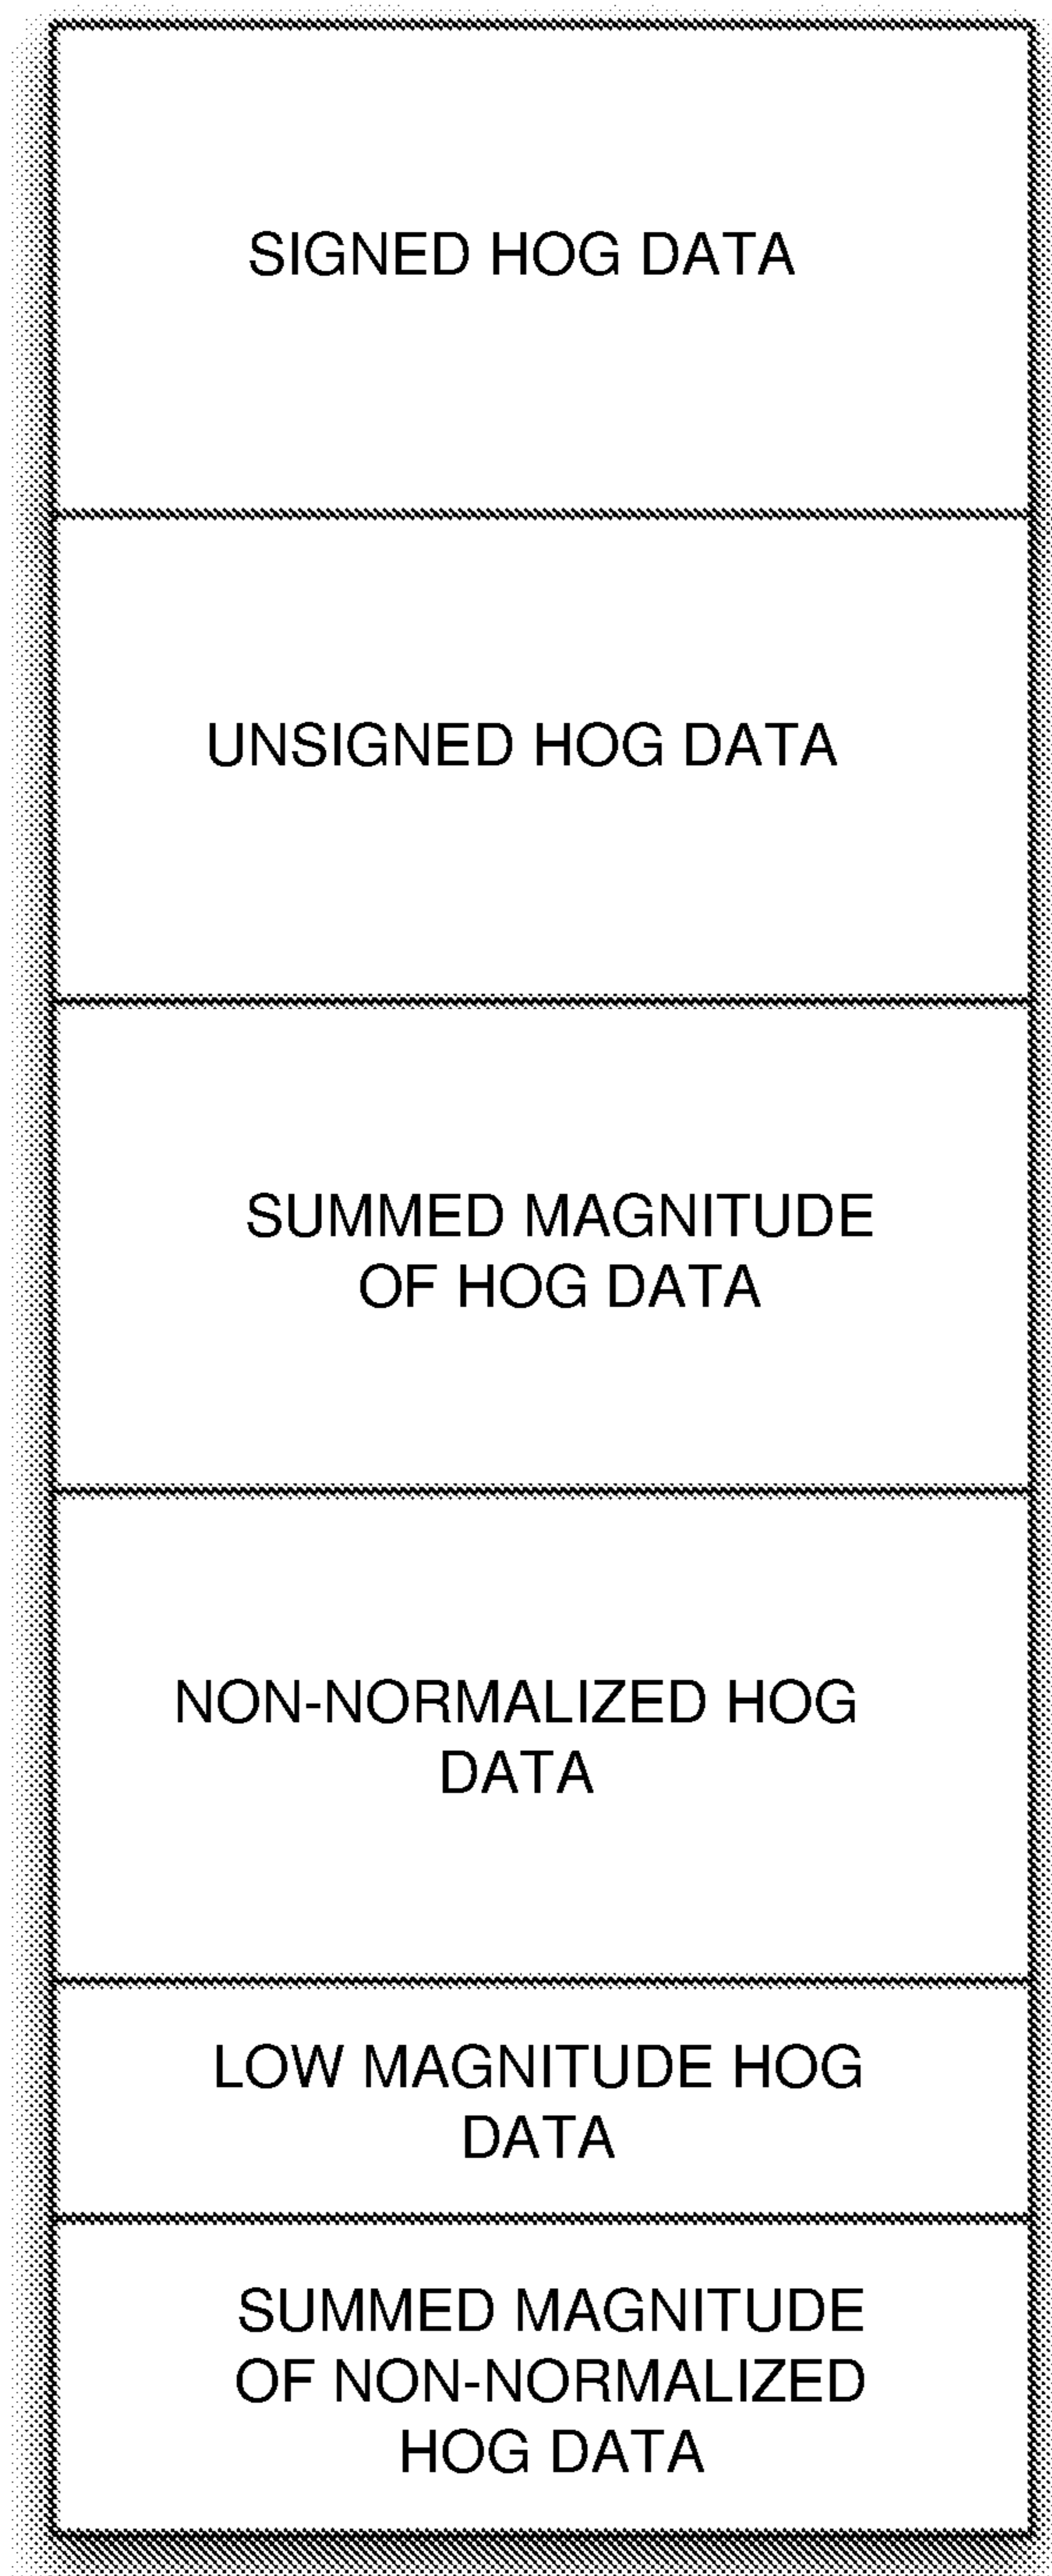 SIGNED HOG DATA
UNSIGNED HOG DATA
SUMMED MAGNITUDE
OF HOG DATA
NON-NORMALIZED HOG
DATA
LOW MAGNITUDE HOG
DATA
SUMMED MAGNITUDE
OF NON-NORMALIZED
HOG DATA